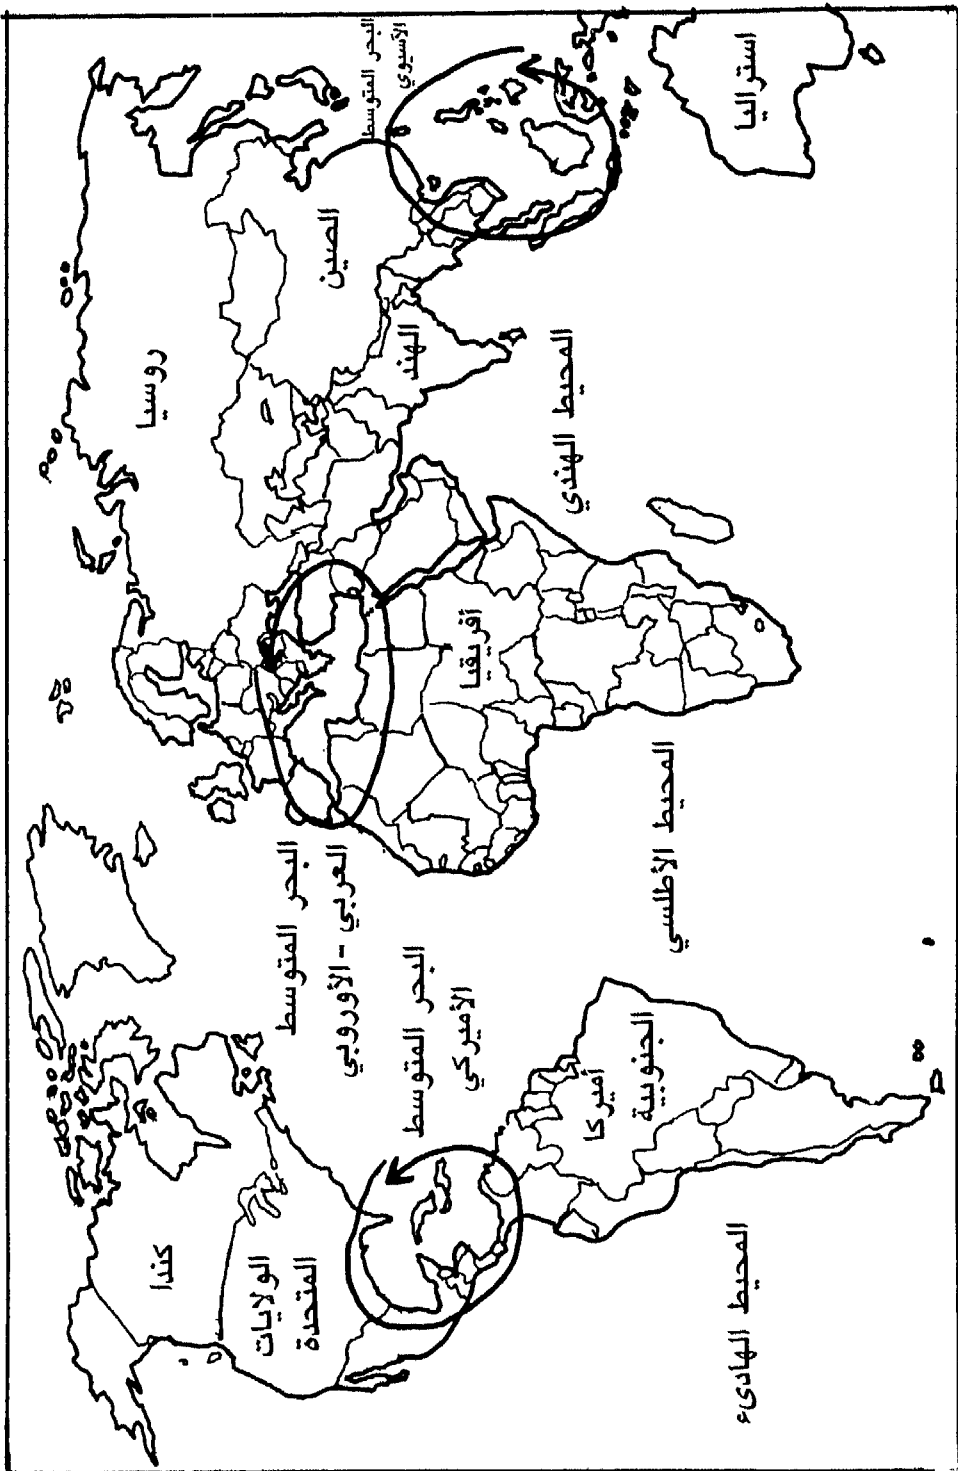 روسيا
كندا
الولايات
المتحدة
الصين
الهند
البحر المتوسط
الآسيوي
البحر المتوسط
العربي - الأوروبي
البحر المتوسط
الأميركي
أفريقيا
أميركا
الجنوبية
المحيط الهندي
المحيط الأطلسي
المحيط الهادىء
استراليا